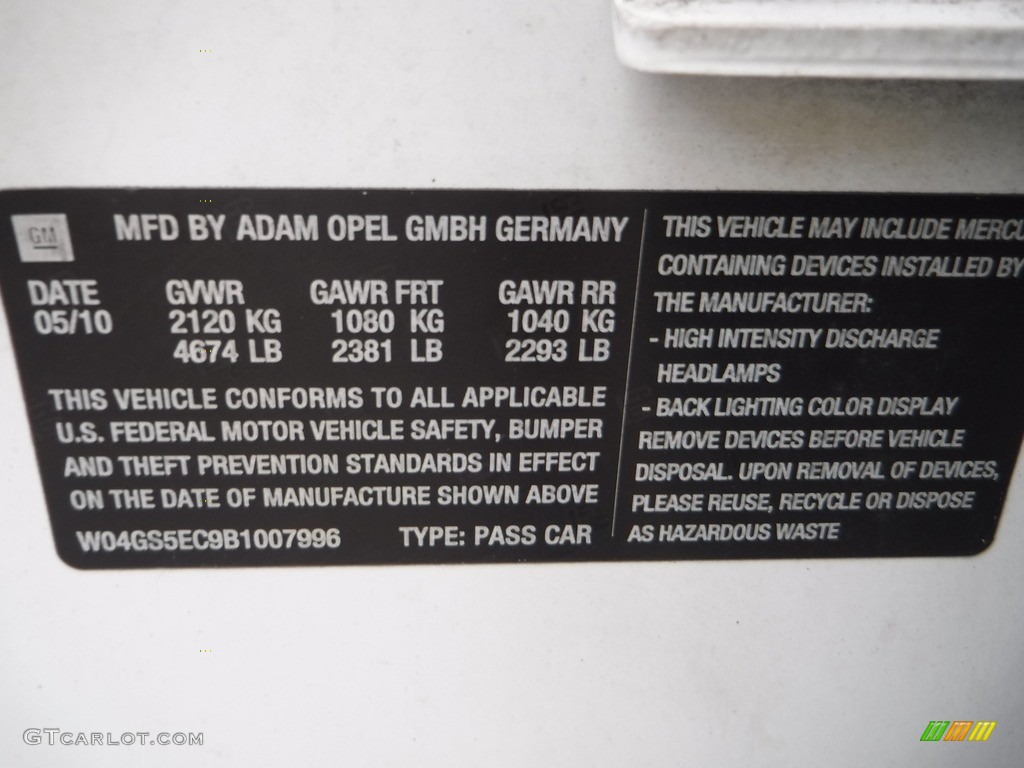 GM
MFD BY ADAM OPEL GMBH GERMANY
DATE GVWR GAWR FRT GAWR RR
05/10 2120 KG 1080 KG 1040 KG
4674 LB 2381 LB 2293 LB
THIS VEHICLE CONFORMS TO ALL APPLICABLE
U.S. FEDERAL MOTOR VEHICLE SAFETY, BUMPER
AND THEFT PREVENTION STANDARDS IN EFFECT
ON THE DATE OF MANUFACTURE SHOWN ABOVE
W04GS5EC9B1007996 TYPE: PASS CAR
THIS VEHICLE MAY INCLUDE MERCU
CONTAINING DEVICES INSTALLED BY
THE MANUFACTURER:
- HIGH INTENSITY DISCHARGE
HEADLAMPS
- BACK LIGHTING COLOR DISPLAY
REMOVE DEVICES BEFORE VEHICLE
DISPOSAL. UPON REMOVAL OF DEVICES,
PLEASE REUSE, RECYCLE OR DISPOSE
AS HAZARDOUS WASTE
GTCARLOT.COM